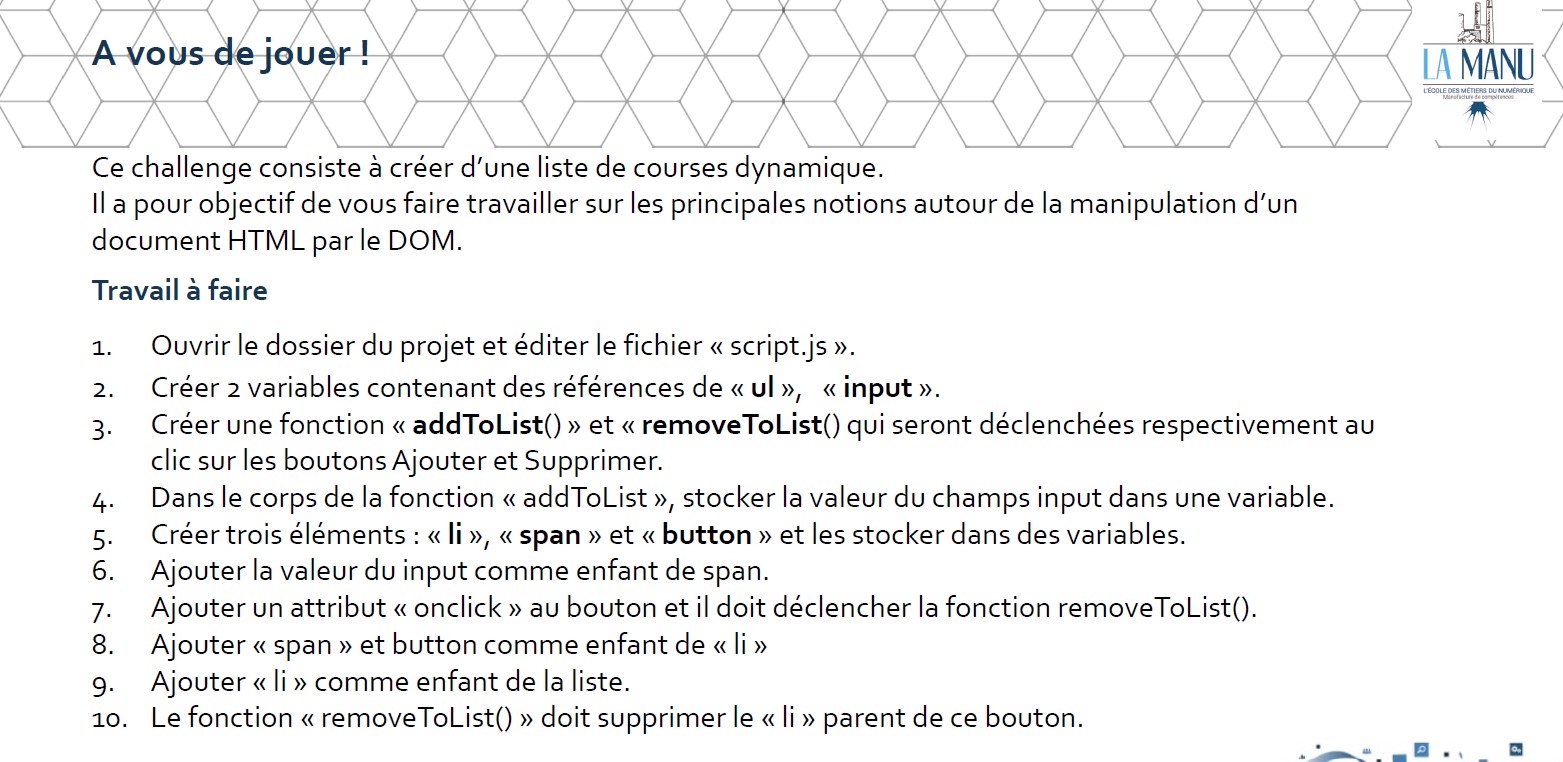 A vous de jouer !
LA MANU
L'ÉCOLE DES MÉTIERS DU NUMÉRIQUE
Manufacture de compétences
Ce challenge consiste à créer d’une liste de courses dynamique.
Il a pour objectif de vous faire travailler sur les principales notions autour de la manipulation d’un
document HTML par le DOM.
Travail à faire
1. Ouvrir le dossier du projet et éditer le fichier « script.js ».
2. Créer 2 variables contenant des références de « ul », « input ».
3. Créer une fonction « addToList() » et « removeToList() qui seront déclenchées respectivement au
clic sur les boutons Ajouter et Supprimer.
4. Dans le corps de la fonction « addToList », stocker la valeur du champs input dans une variable.
5. Créer trois éléments : « li », « span » et « button » et les stocker dans des variables.
6. Ajouter la valeur du input comme enfant de span.
7. Ajouter un attribut « onclick » au bouton et il doit déclencher la fonction removeToList().
8. Ajouter « span » et button comme enfant de « li »
9. Ajouter « li » comme enfant de la liste.
10. Le fonction « removeToList() » doit supprimer le « li » parent de ce bouton.